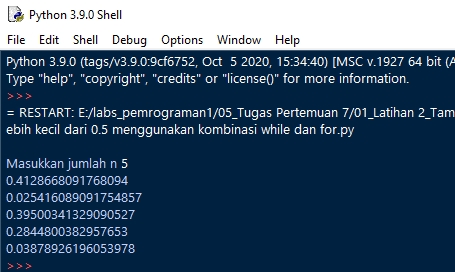 Python 3.9.0 Shell
File Edit Shell Debug Options Window Help
Python 3.9.0 (tags/v3.9.0:9cf6752, Oct  5 2020, 15:34:40) [MSC v.1927 64 bit (A
Type "help", "copyright", "credits" or "license()" for more information.
>>>
= RESTART: E:/labs_pemrograman1/05_Tugas Pertemuan 7/01_Latihan 2_Tam
ebih kecil dari 0.5 menggunakan kombinasi while dan for.py
Masukkan jumlah n 5
0.4128668091768094
0.025416089091754857
0.39500341329090527
0.2844800382957653
0.03878926196053978
>>>